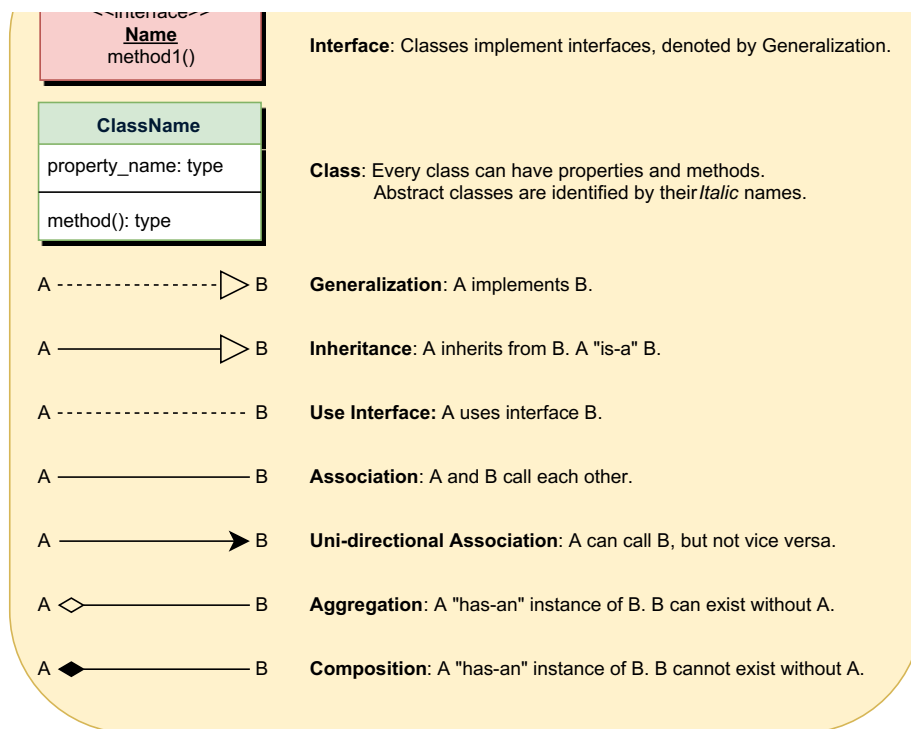 <<interface>>
Name
method1()
Interface: Classes implement interfaces, denoted by Generalization.
ClassName
property_name: type
method(): type
Class: Every class can have properties and methods.
Abstract classes are identified by their Italic names.
A B Generalization: A implements B.
A B Inheritance: A inherits from B. A "is-a" B.
A B Use Interface: A uses interface B.
A B Association: A and B call each other.
A B Uni-directional Association: A can call B, but not vice versa.
A B Aggregation: A "has-an" instance of B. B can exist without A.
A B Composition: A "has-an" instance of B. B cannot exist without A.